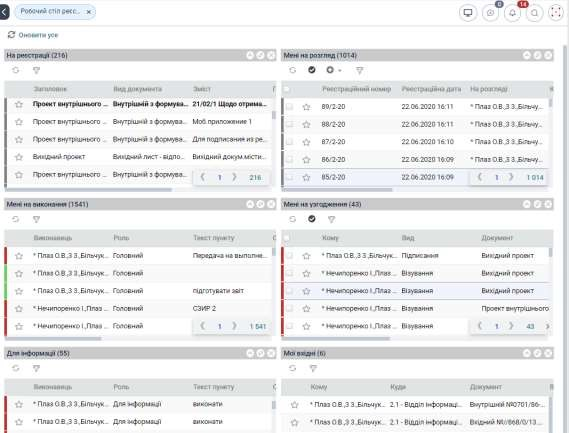 Робочий стіл реєс... ×
0
14
Оновити усе
На реєстрації (216)
Заголовок Вид документа Зміст
Проект внутрішнього ... Внутрішній з формува... 21/02/1 Щодо отрима...
Проект внутрішнього ... Внутрішній з формува... Моб.приложение 1
Проект внутрішнього ... Внутрішній з формува... Для подписания из ре...
Вихідний проект Вихідний лист - відпо... Вихідний докум.місти...
Проект внутрішнього ... Внутрішній з формува...
1 216
Мені на розгляд (1014)
Реєстраційний номер Реєстраційна дата На розгляді
89/2-20 22.06.2020 16:11 * Плаз О.В.,З З.,Більчу...
88/2-20 22.06.2020 16:11 * Плаз О.В.,З З.,Більчу...
87/2-20 22.06.2020 16:10 * Плаз О.В.,З З.,Більчу...
86/2-20 22.06.2020 16:09 * Плаз О.В.,З З.,Більчу...
85/2-20 22.06.2020 16:09
1 1 014
Мені на виконання (1541)
Виконавець Роль Текст пункту
* Плаз О.В.,З З.,Більчук... Головний Передача на выполне...
* Плаз О.В.,З З.,Більчук... Головний
* Плаз О.В.,З З.,Більчук... Головний підготувати звіт
* Нечипоренко І.,Плаз ... Головний СЗИР 2
* Нечипоренко І.,Плаз ... Головний
1 1 541
Мені на узгодження (43)
Кому Вид Документ
* Плаз О.В.,З З.,Більчук... Підписання Вихідний проект
* Нечипоренко І.,Плаз ... Візування Вихідний проект
* Нечипоренко І.,Плаз ... Візування Вихідний проект
* Нечипоренко І.,Плаз ... Візування Проект внутрішнього
* Нечипоренко І.,Плаз ... Візування
1 43
Для інформації (55)
Виконавець Роль Текст пункту
* Плаз О.В.,З З.,Більчук... Для інформації виконати
* Плаз О.В.,З З.,Більчук... Для інформації виконати
Мої вхідні (6)
Кому Куди Документ
* Плаз О.В.,З З.,Більчук... 2.1 - Відділ інформаці... Внутрішній №0701/86-...
* Плаз О.В.,З З.,Більчук... 2.1 - Відділ інформаці... Вхідний №І/868/0/13...